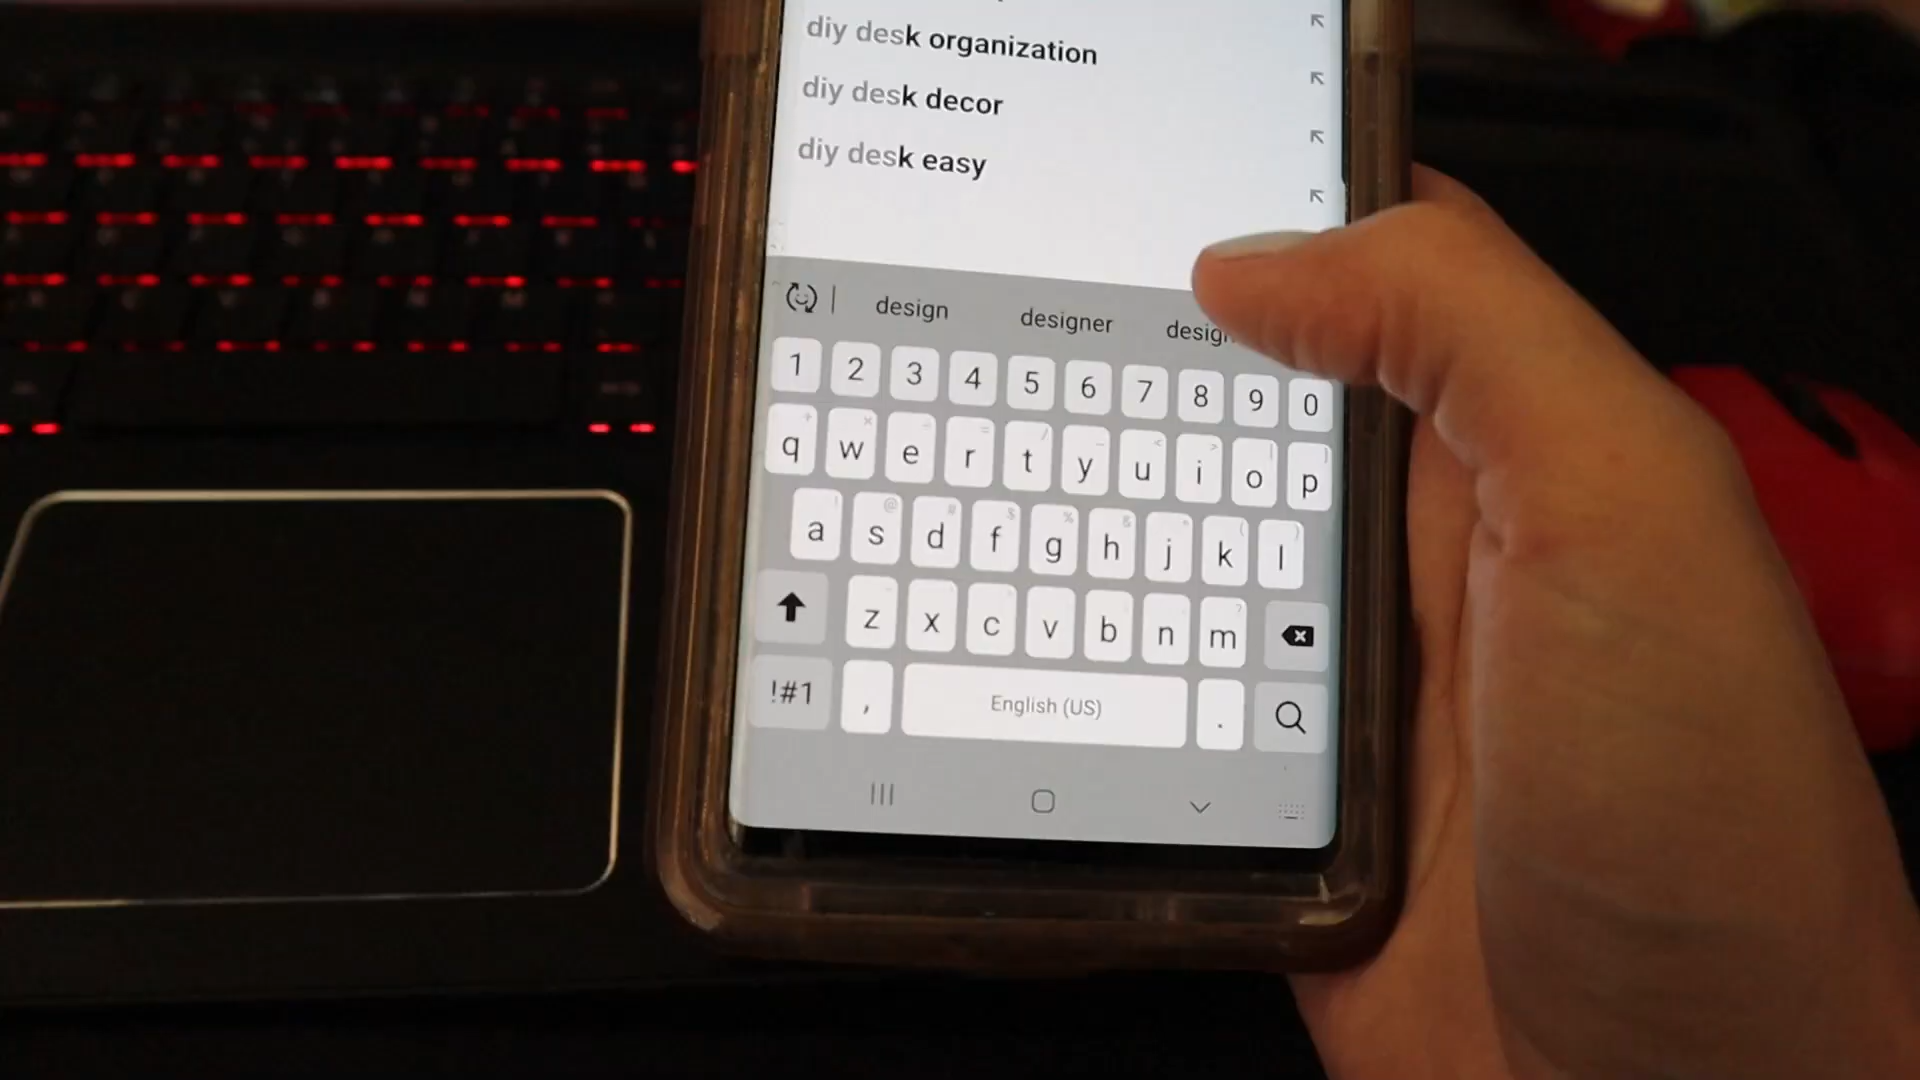 diy desk organization
diy desk decor
diy desk easy
design designer
1 2 3 4 5 6 7 8 9 0
q w e r t y u i o p
a s d f g h j k l
z x c v b n m
!#1 , English (US) .